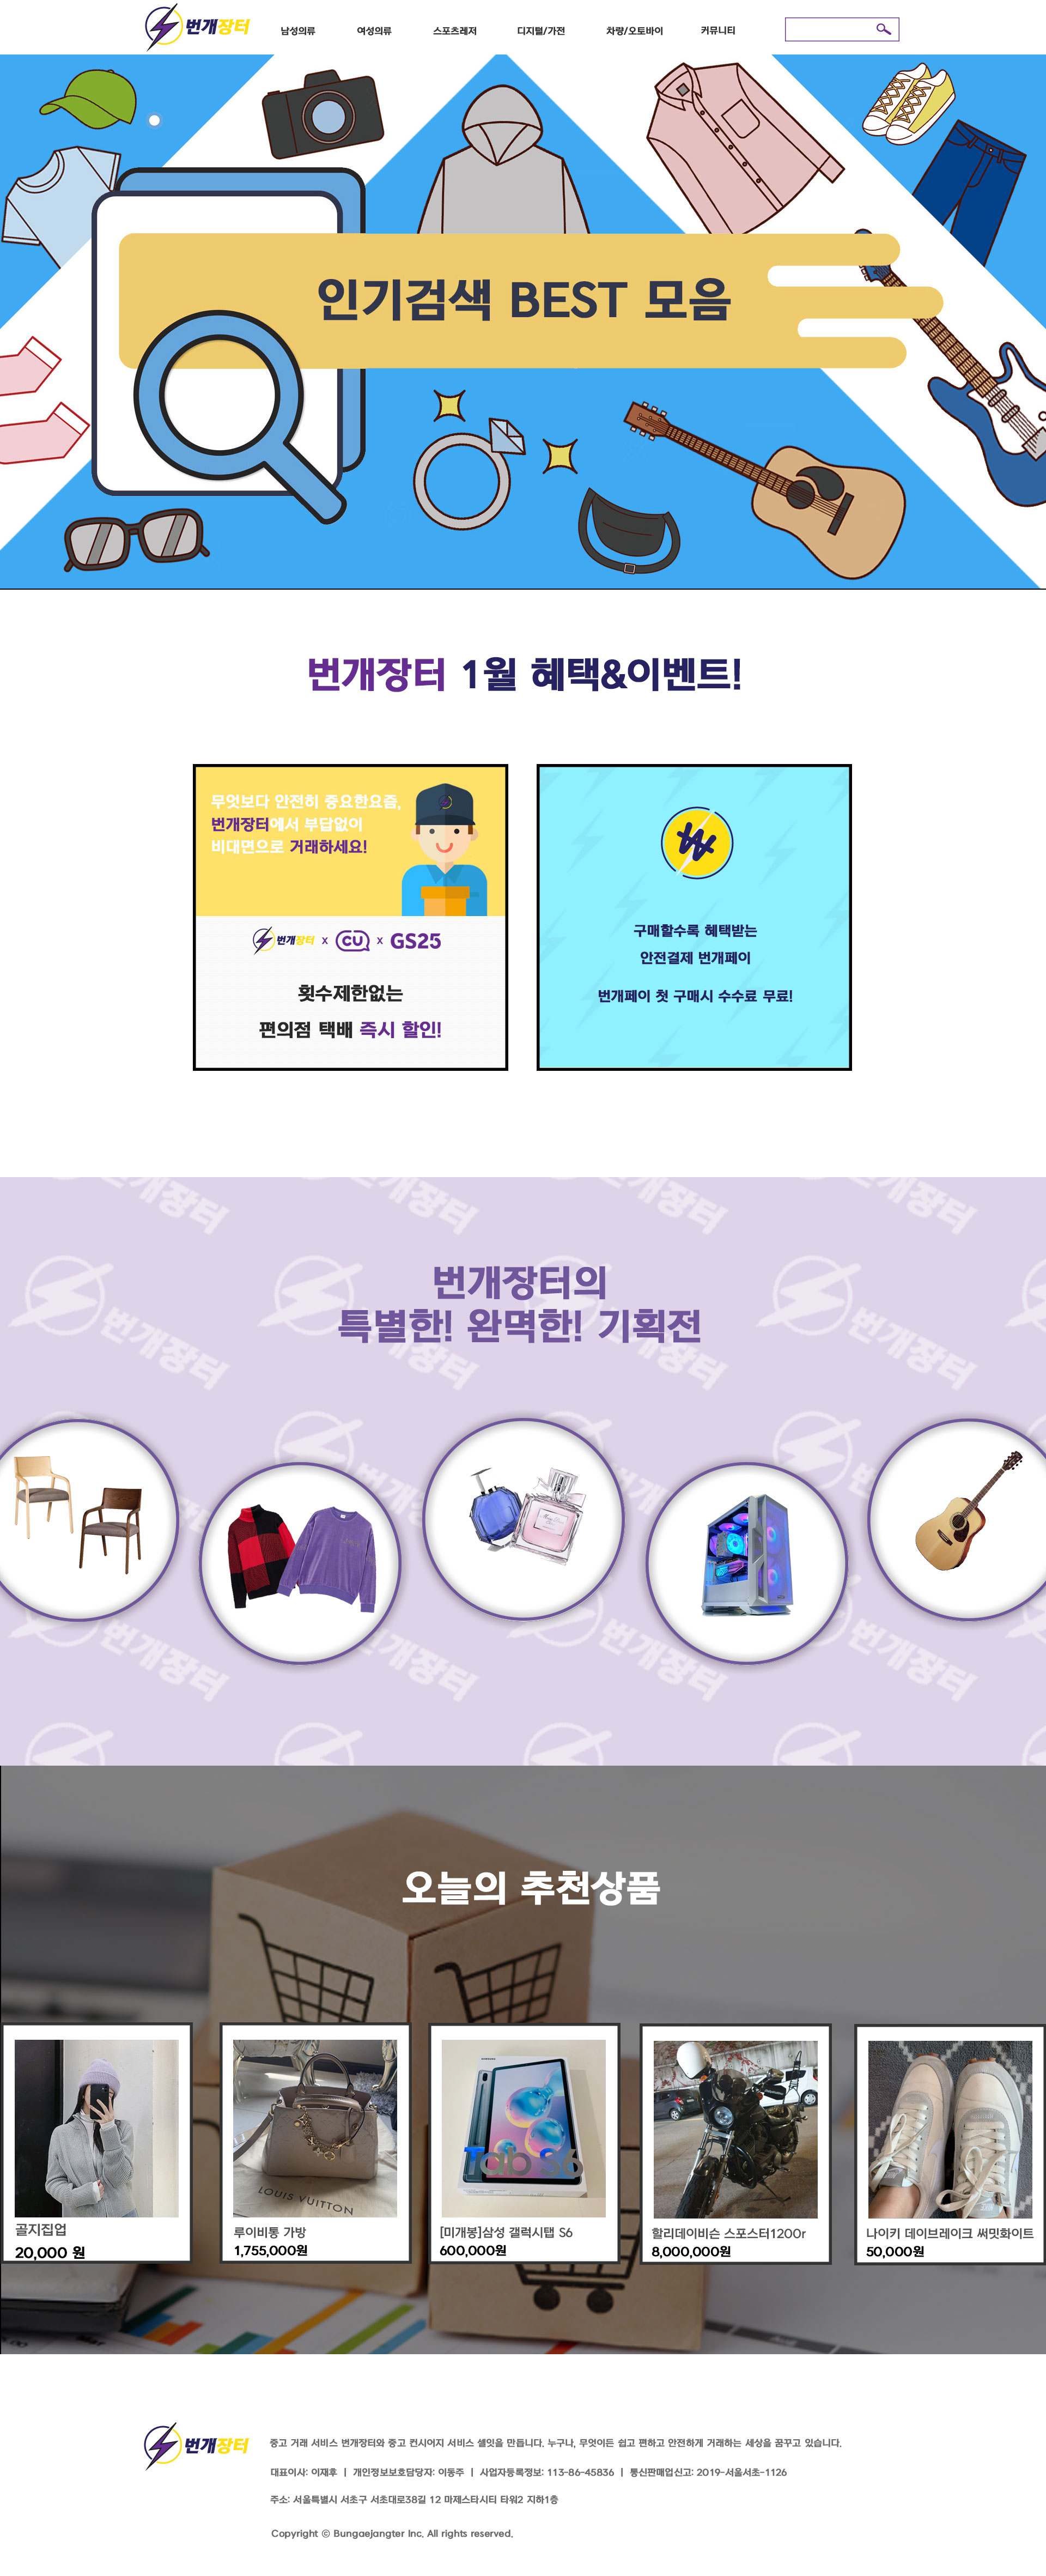 번개장터
남성의류
여성의류
스포츠레저
디지털/가전
차량/오토바이
커뮤니티
인기검색 BEST 모음
번개장터 1월 혜택&이벤트!
무엇보다 안전히 중요한요즘,
번개장터에서 부담없이
비대면으로 거래하세요!
번개장터 X CU X GS25
횟수제한없는
편의점 택배 즉시 할인!
구매할수록 혜택받는
안전결제 번개페이
번개페이 첫 구매시 수수료 무료!
번개장터의
특별한! 완벽한! 기획전
오늘의 추천상품
LOUIS VUITTON
Tab S6
골지집업
20,000 원
루이비통 가방
1,755,000원
[미개봉]삼성 갤럭시탭 S6
600,000원
할리데이비슨 스포스터1200r
8,000,000원
나이키 데이브레이크 써밋화이트
50,000원
번개장터
중고 거래 서비스 번개장터와 중고 컨시어지 서비스 셀잇을 만듭니다. 누구나, 무엇이든 쉽고 편하고 안전하게 거래하는 세상을 꿈꾸고 있습니다.
대표이사: 이재후 | 개인정보보호담당자: 이동주 | 사업자등록정보: 113-86-45836 | 통신판매업신고: 2019-서울서초-1126
주소: 서울특별시 서초구 서초대로38길 12 마제스타시티 타워2 지하1층
Copyright © Bungaejangter Inc. All rights reserved.